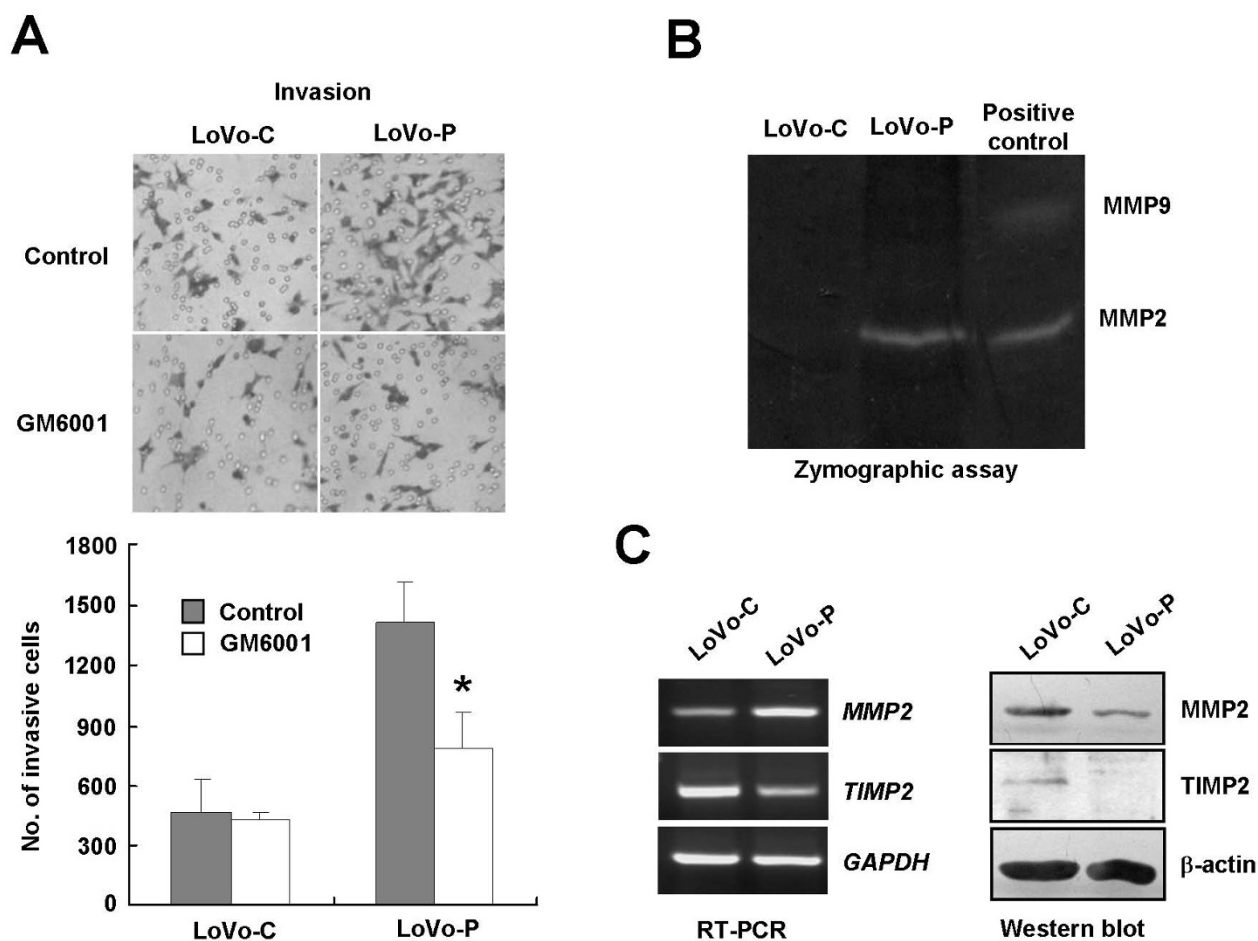 A
Invasion
LoVo-C LoVo-P
Control
GM6001
1800
1500
1200
900
600
300
0
No. of invasive cells
Control
GM6001
*
LoVo-C LoVo-P
B
LoVo-C LoVo-P Positive control
MMP9
MMP2
Zymographic assay
C
LoVo-C LoVo-P
MMP2
TIMP2
GAPDH
RT-PCR
LoVo-C LoVo-P
MMP2
TIMP2
β-actin
Western blot